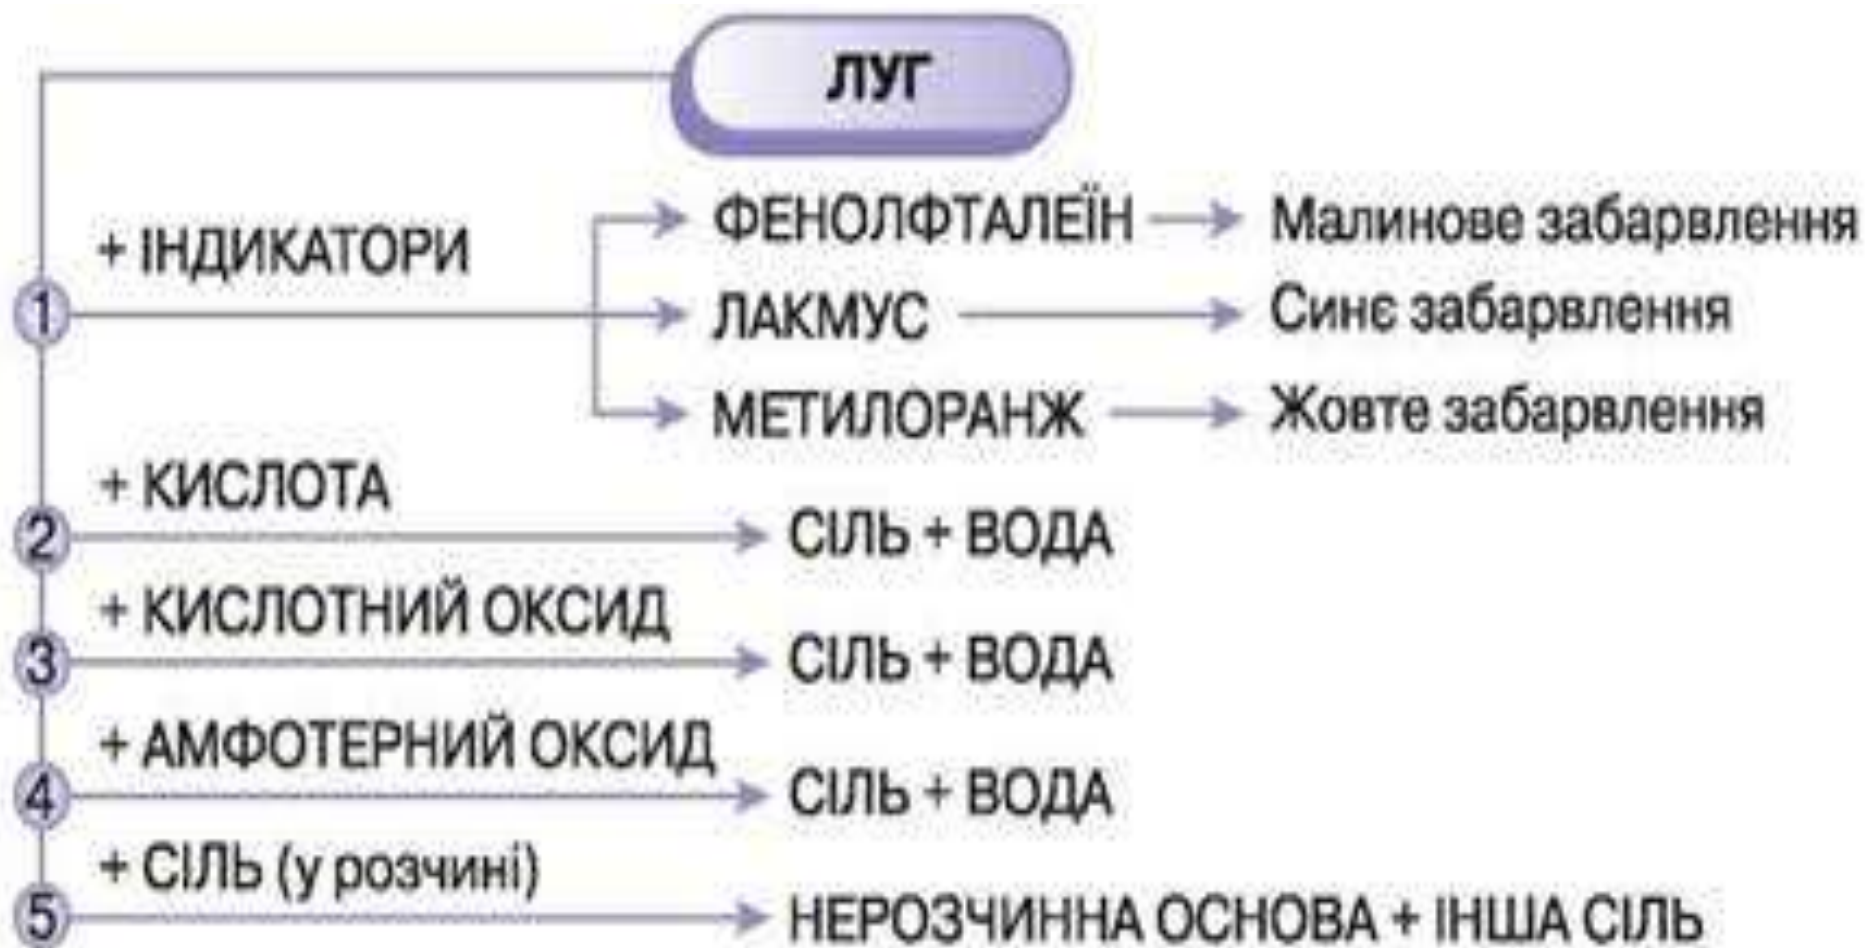 ЛУГ
+ ІНДИКАТОРИ
ФЕНОЛФТАЛЕЇН
Малинове забарвлення
1
ЛАКМУС
Синє забарвлення
МЕТИЛОРАНЖ
Жовте забарвлення
+ КИСЛОТА
2
СІЛЬ + ВОДА
+ КИСЛОТНИЙ ОКСИД
3
СІЛЬ + ВОДА
+ АМФОТЕРНИЙ ОКСИД
4
СІЛЬ + ВОДА
+ СІЛЬ (у розчині)
5
НЕРОЗЧИННА ОСНОВА + ІНША СІЛЬ